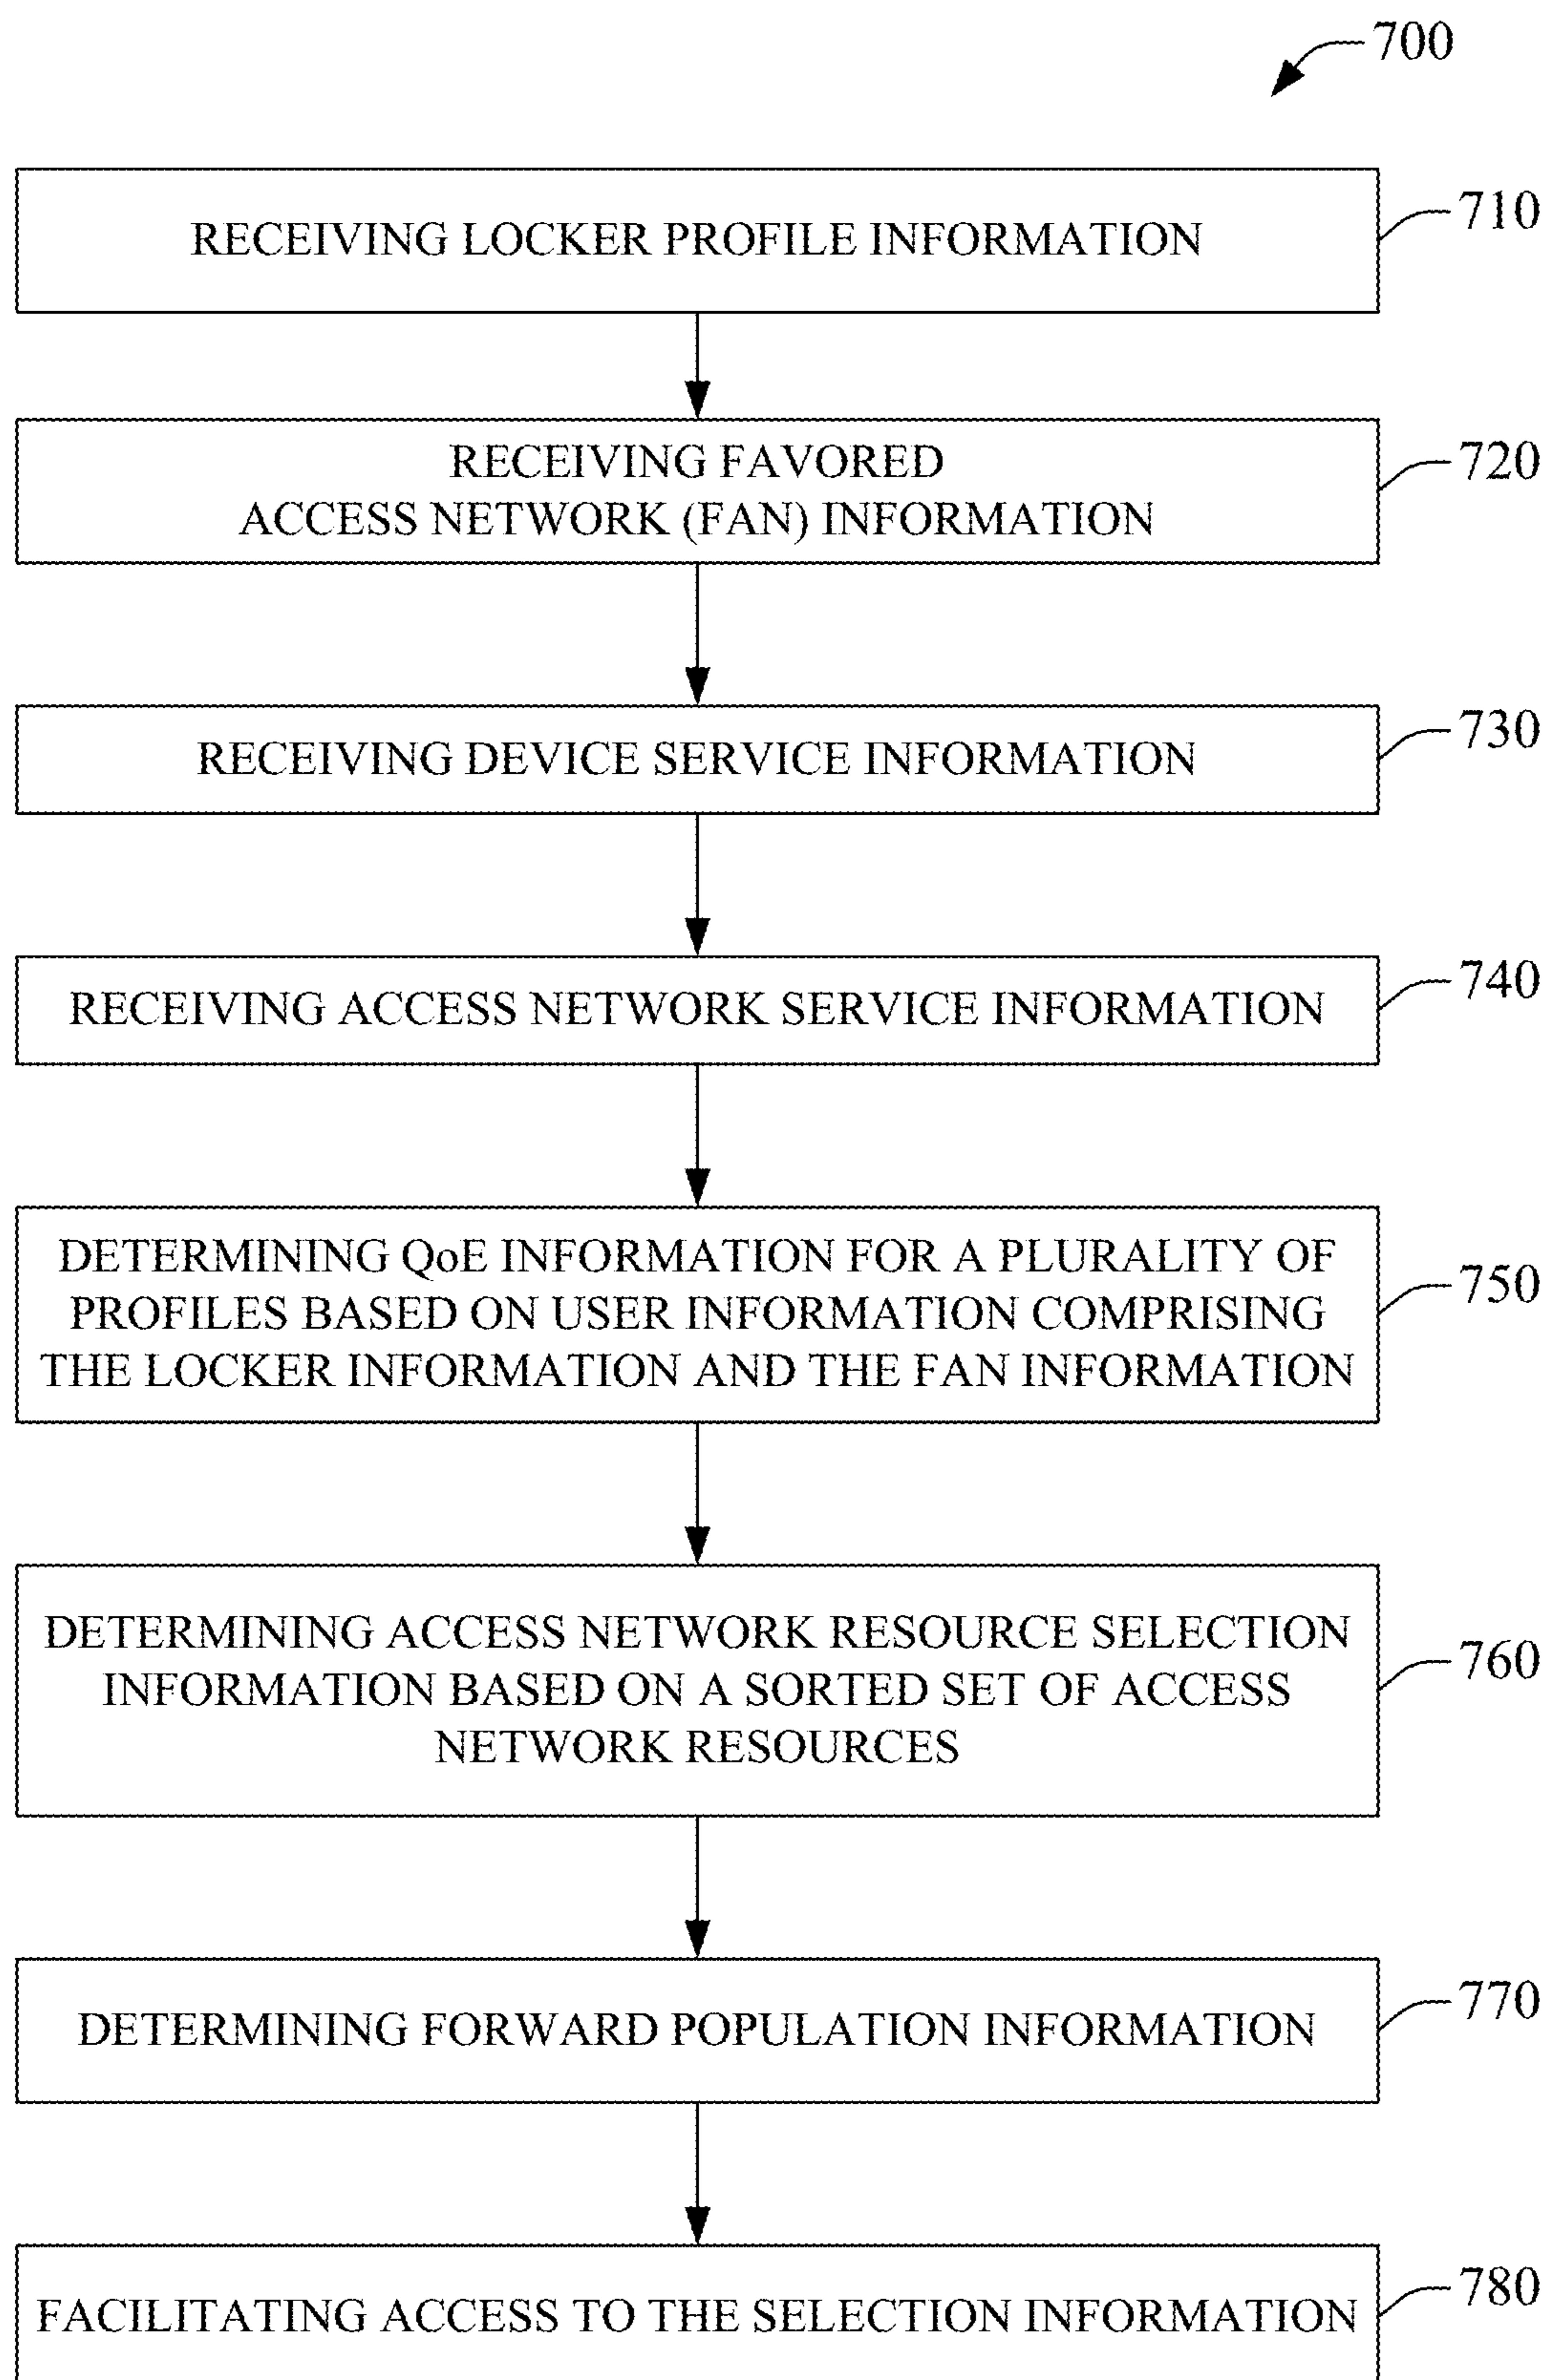 700
RECEIVING LOCKER PROFILE INFORMATION
710
RECEIVING FAVORED
ACCESS NETWORK (FAN) INFORMATION
720
RECEIVING DEVICE SERVICE INFORMATION
730
RECEIVING ACCESS NETWORK SERVICE INFORMATION
740
DETERMINING QoE INFORMATION FOR A PLURALITY OF
PROFILES BASED ON USER INFORMATION COMPRISING
THE LOCKER INFORMATION AND THE FAN INFORMATION
750
DETERMINING ACCESS NETWORK RESOURCE SELECTION
INFORMATION BASED ON A SORTED SET OF ACCESS
NETWORK RESOURCES
760
DETERMINING FORWARD POPULATION INFORMATION
770
FACILITATING ACCESS TO THE SELECTION INFORMATION
780